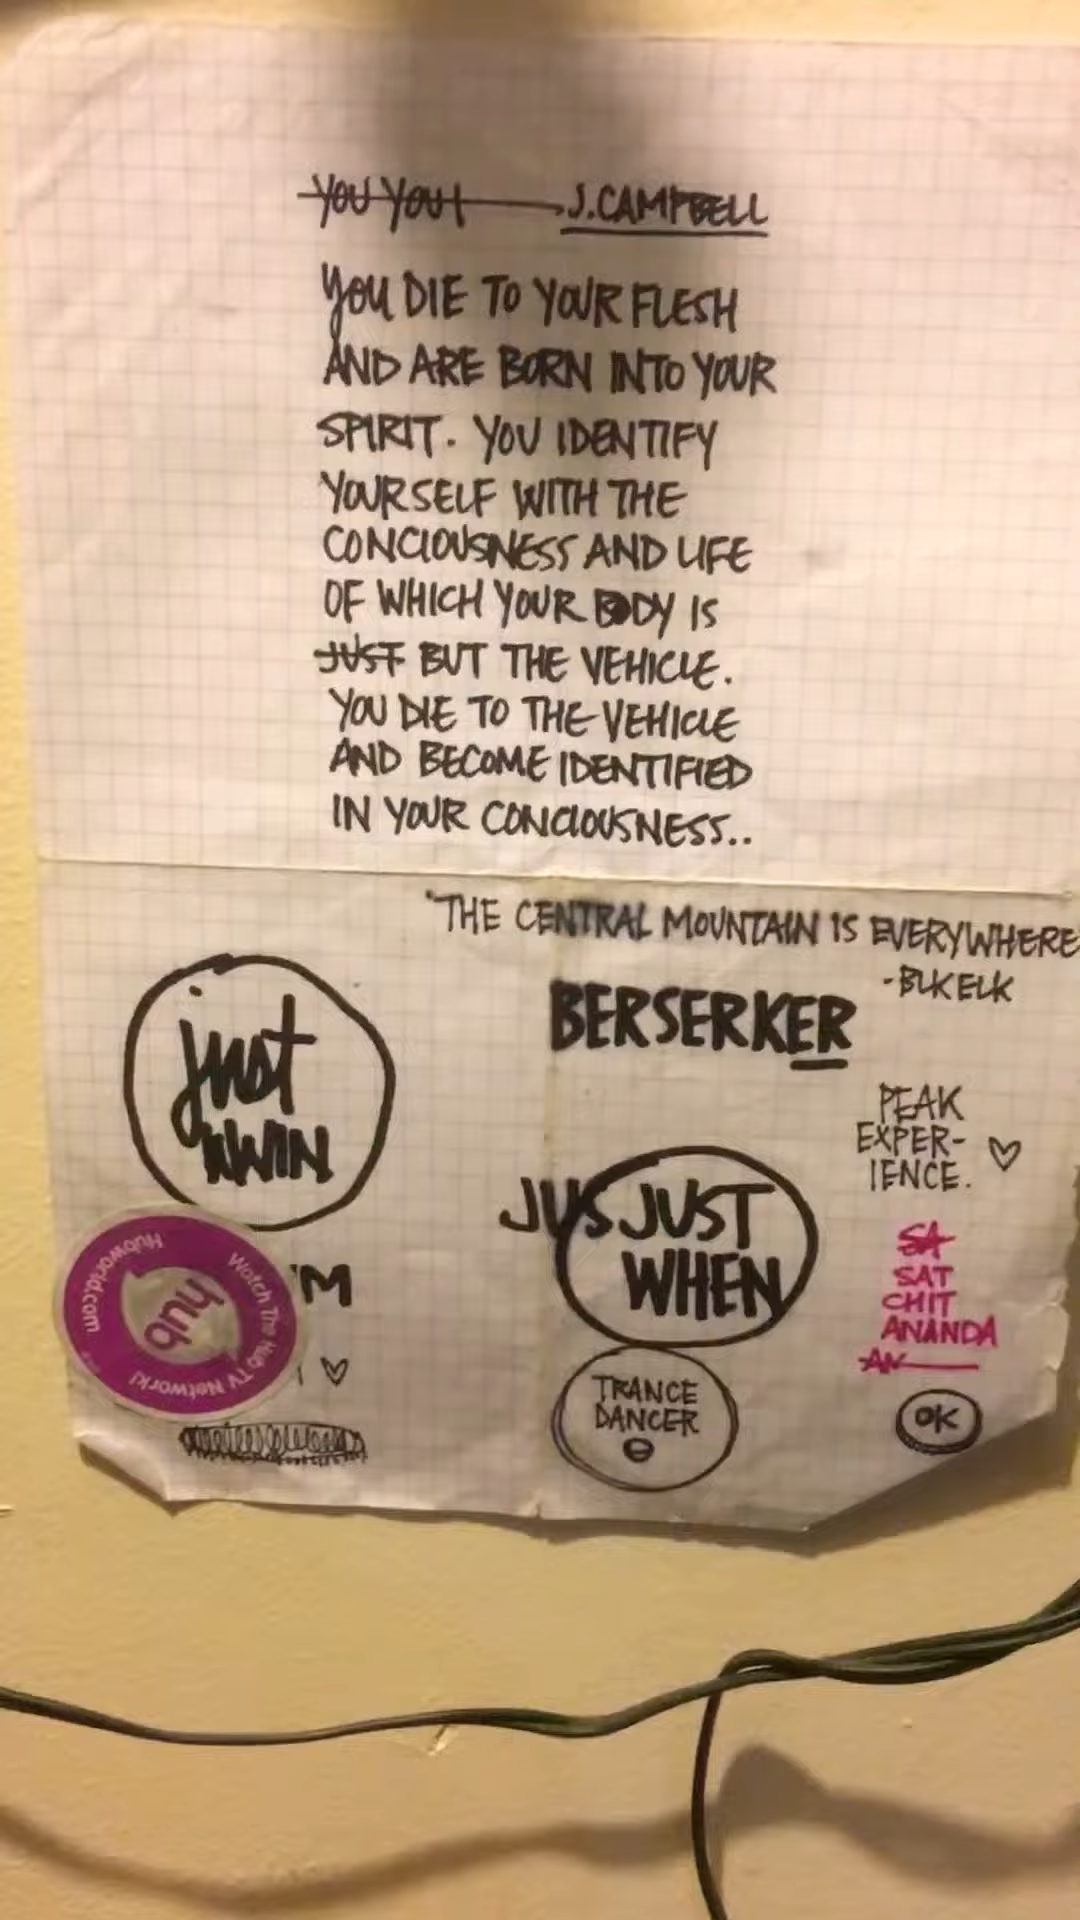 YOU YOU J.CAMPBELL
YOU DIE TO YOUR FLESH
AND ARE BORN INTO YOUR
SPIRIT. YOU IDENTIFY
YOURSELF WITH THE
CONCIOUSNESS AND LIFE
OF WHICH YOUR BODY IS
JUST BUT THE VEHICLE.
YOU DIE TO THE VEHICLE
AND BECOME IDENTIFIED
IN YOUR CONCIOUSNESS..
"THE CENTRAL MOUNTAIN IS EVERYWHERE
-BLKELK
BERSERKER
just
WIN
PEAK
EXPER-
IENCE. ♡
JUS JUST
WHEN
SA
SAT
CHIT
ANANDA
AN
'M
♡
hub
Watch The Hub TV Network!
Hubworld.com
TRANCE
DANCER
OK